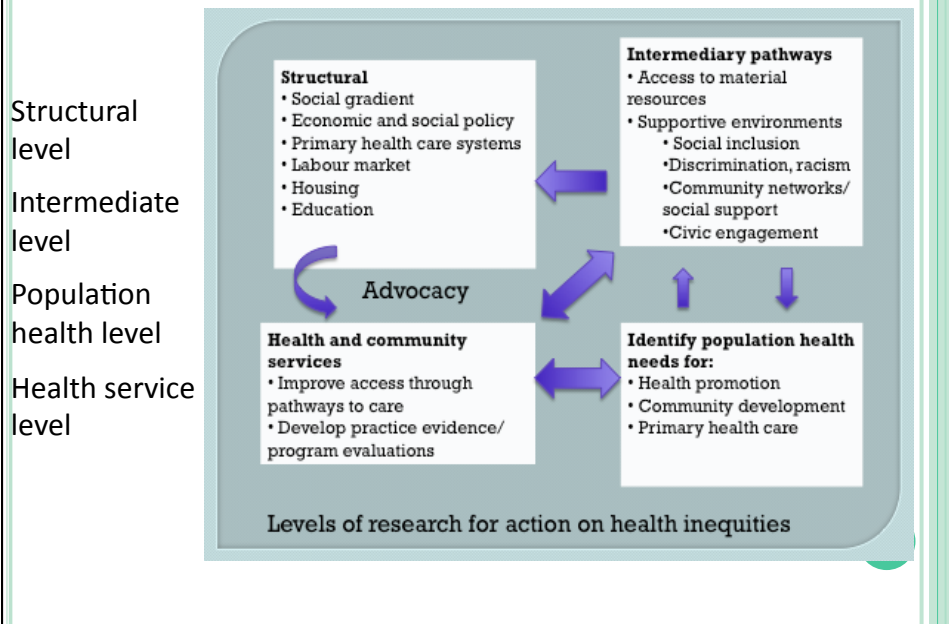 Structural
level
Intermediate
level
Population
health level
Health service
level
Structural
• Social gradient
• Economic and social policy
• Primary health care systems
• Labour market
• Housing
• Education
Intermediary pathways
• Access to material
resources
• Supportive environments
• Social inclusion
•Discrimination, racism
•Community networks/
social support
•Civic engagement
Advocacy
Health and community
services
• Improve access through
pathways to care
• Develop practice evidence/
program evaluations
Identify population health
needs for:
• Health promotion
• Community development
• Primary health care
Levels of research for action on health inequities